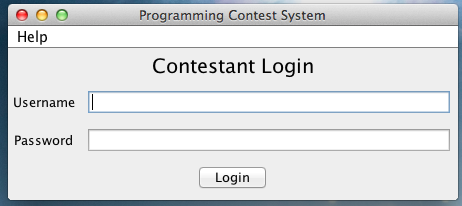 Programming Contest System
Help
Contestant Login
Username
Password
Login